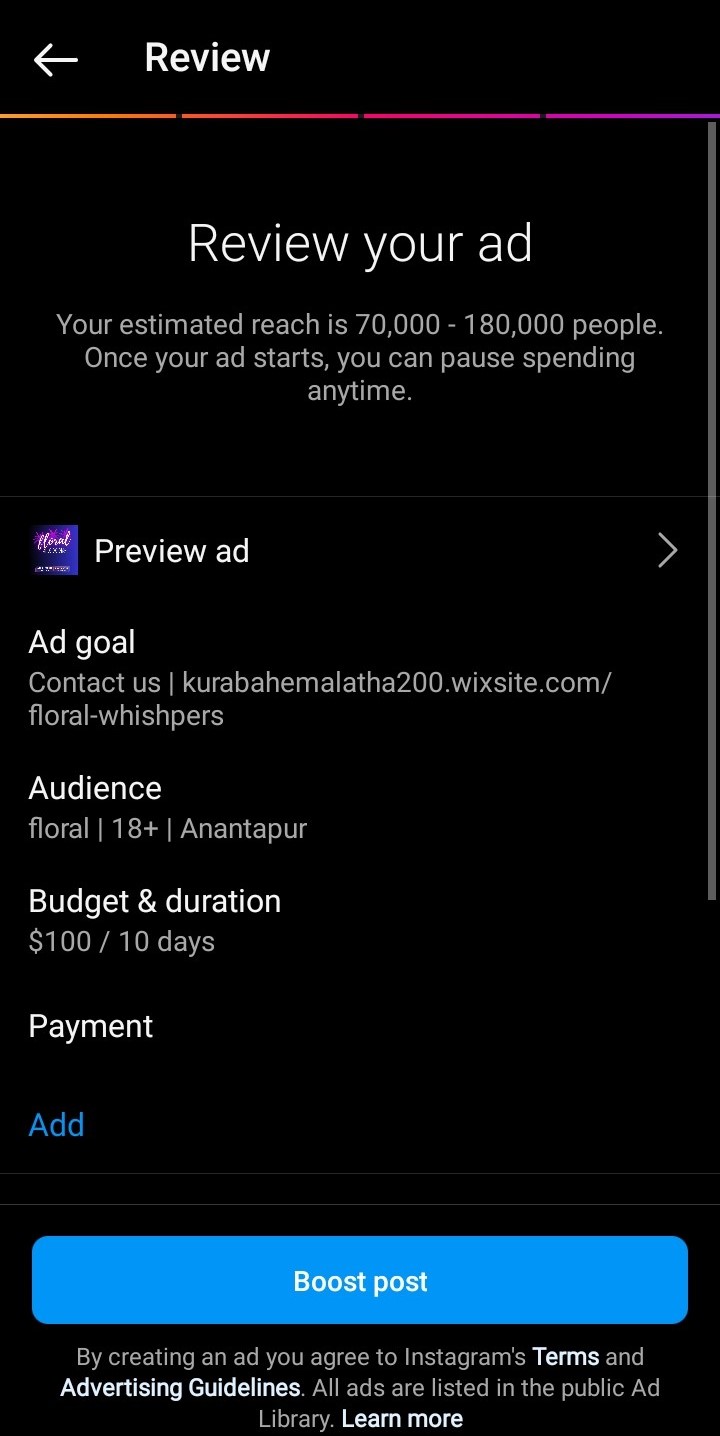 Review
Review your ad
Your estimated reach is 70,000 - 180,000 people.
Once your ad starts, you can pause spending
anytime.
floral
Preview ad
Ad goal
Contact us | kurabahemalatha200.wixsite.com/
floral-whishpers
Audience
floral | 18+ | Anantapur
Budget & duration
$100 / 10 days
Payment
Add
Boost post
By creating an ad you agree to Instagram's Terms and
Advertising Guidelines. All ads are listed in the public Ad
Library. Learn more